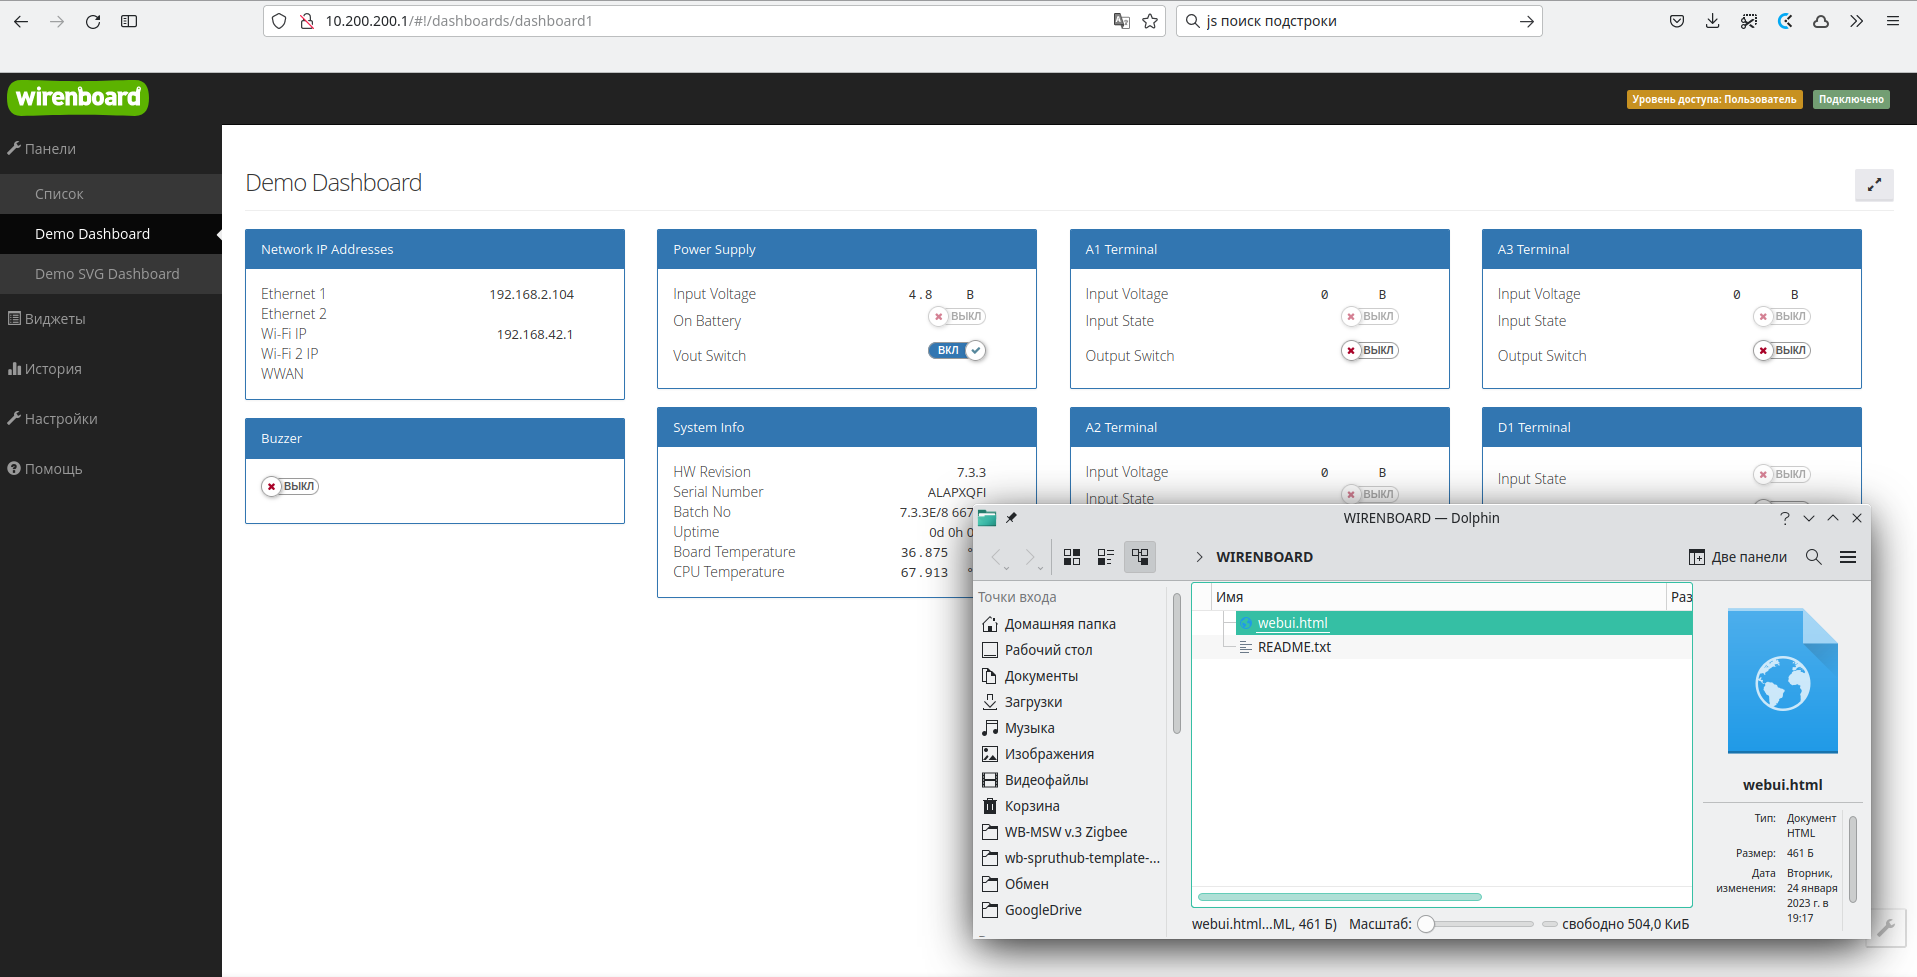 10.200.200.1/#!/dashboards/dashboard1
js поиск подстроки
wirenboard
Уровень доступа: Пользователь
Подключено
Панели
Список
Demo Dashboard
Demo SVG Dashboard
Виджеты
История
Настройки
Помощь
Demo Dashboard
Network IP Addresses
Ethernet 1 192.168.2.104
Ethernet 2
Wi-Fi IP 192.168.42.1
Wi-Fi 2 IP
WWAN
Buzzer
ВЫКЛ
Power Supply
Input Voltage 4.8 В
On Battery ВЫКЛ
Vout Switch ВКЛ
System Info
HW Revision 7.3.3
Serial Number ALAPXQFI
Batch No 7.3.3E/8 667
Uptime 0d 0h 0
Board Temperature 36.875 °
CPU Temperature 67.913 °
A1 Terminal
Input Voltage 0 В
Input State ВЫКЛ
Output Switch ВЫКЛ
A2 Terminal
Input Voltage 0 В
Input State ВЫКЛ
A3 Terminal
Input Voltage 0 В
Input State ВЫКЛ
Output Switch ВЫКЛ
D1 Terminal
Input State ВЫКЛ
WIRENBOARD — Dolphin
WIRENBOARD
Две панели
Точки входа
Домашняя папка
Рабочий стол
Документы
Загрузки
Музыка
Изображения
Видеофайлы
Корзина
WB-MSW v.3 Zigbee
wb-spruthub-template-...
Обмен
GoogleDrive
Имя Раз
webui.html
README.txt
webui.html...ML, 461 Б)
Масштаб:
свободно 504,0 КиБ
webui.html
Тип: Документ
HTML
Размер: 461 Б
Дата Вторник,
изменения: 24 января
2023 г. в
19:17